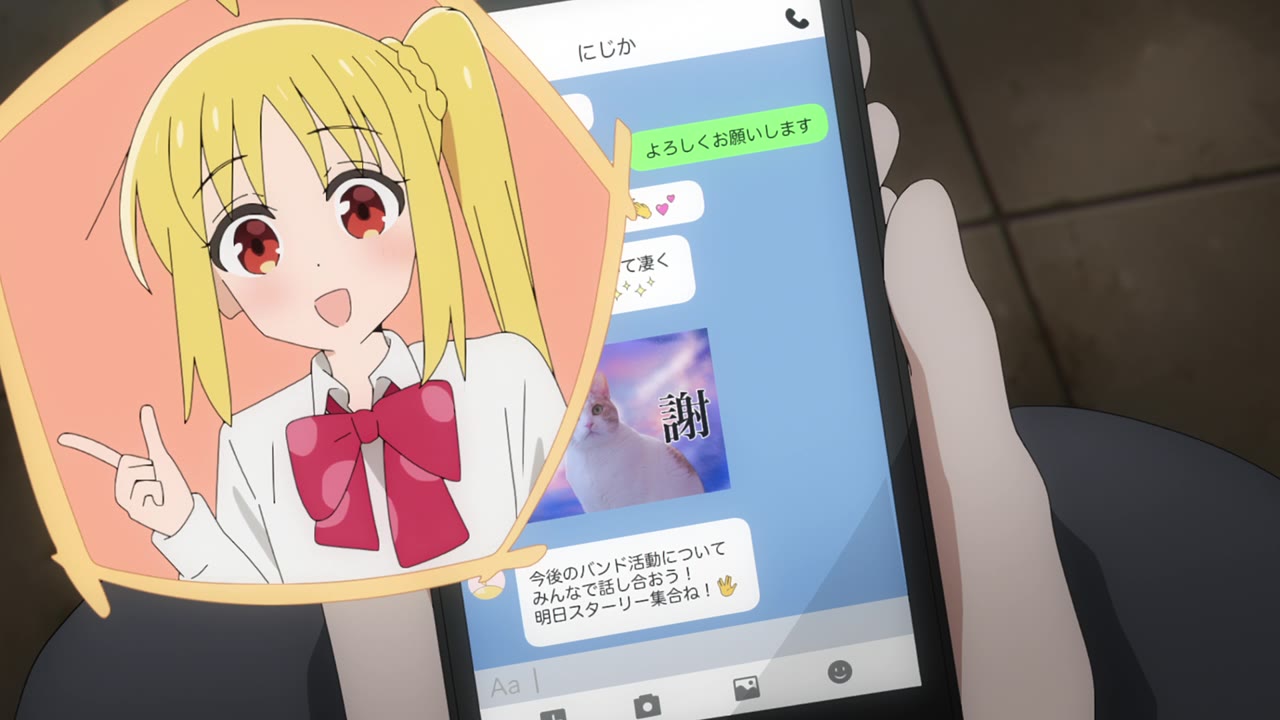 にじか
よろしくお願いします
て凄く
謝
今後のバンド活動について
みんなで話し合おう！
明日スターリー集合ね！🖖
Aa